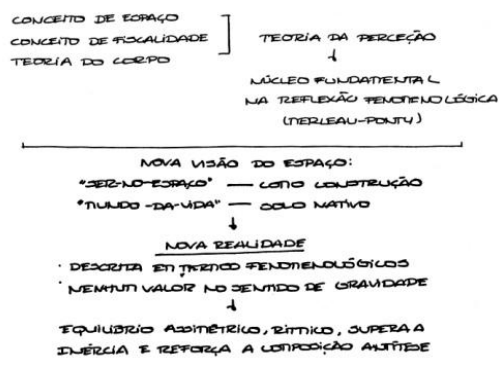 CONCEITO DE ESPAÇO
CONCEITO DE FISCALIDADE
TEORIA DO CORPO
TEORIA DA PERCEÇÃO
NÚCLEO FUNDAMENTAL
NA REFLEXÃO FENOMENOLÓGICA
(MERLEAU-PONTY)
NOVA VISÃO DO ESPAÇO:
"SER-NO-ESPAÇO" — COMO CONSTRUÇÃO
"MUNDO-DA-VIDA" — SOLO NATIVO
NOVA REALIDADE
· DESCRITA EM TERMOS FENOMENOLÓGICOS
· NENHUM VALOR NO SENTIDO DE GRAVIDADE
EQUILÍBRIO ASSIMÉTRICO, RITMICO, SUPERA A
INÉRCIA E REFORÇA A COMPOSIÇÃO ANTÍTESE